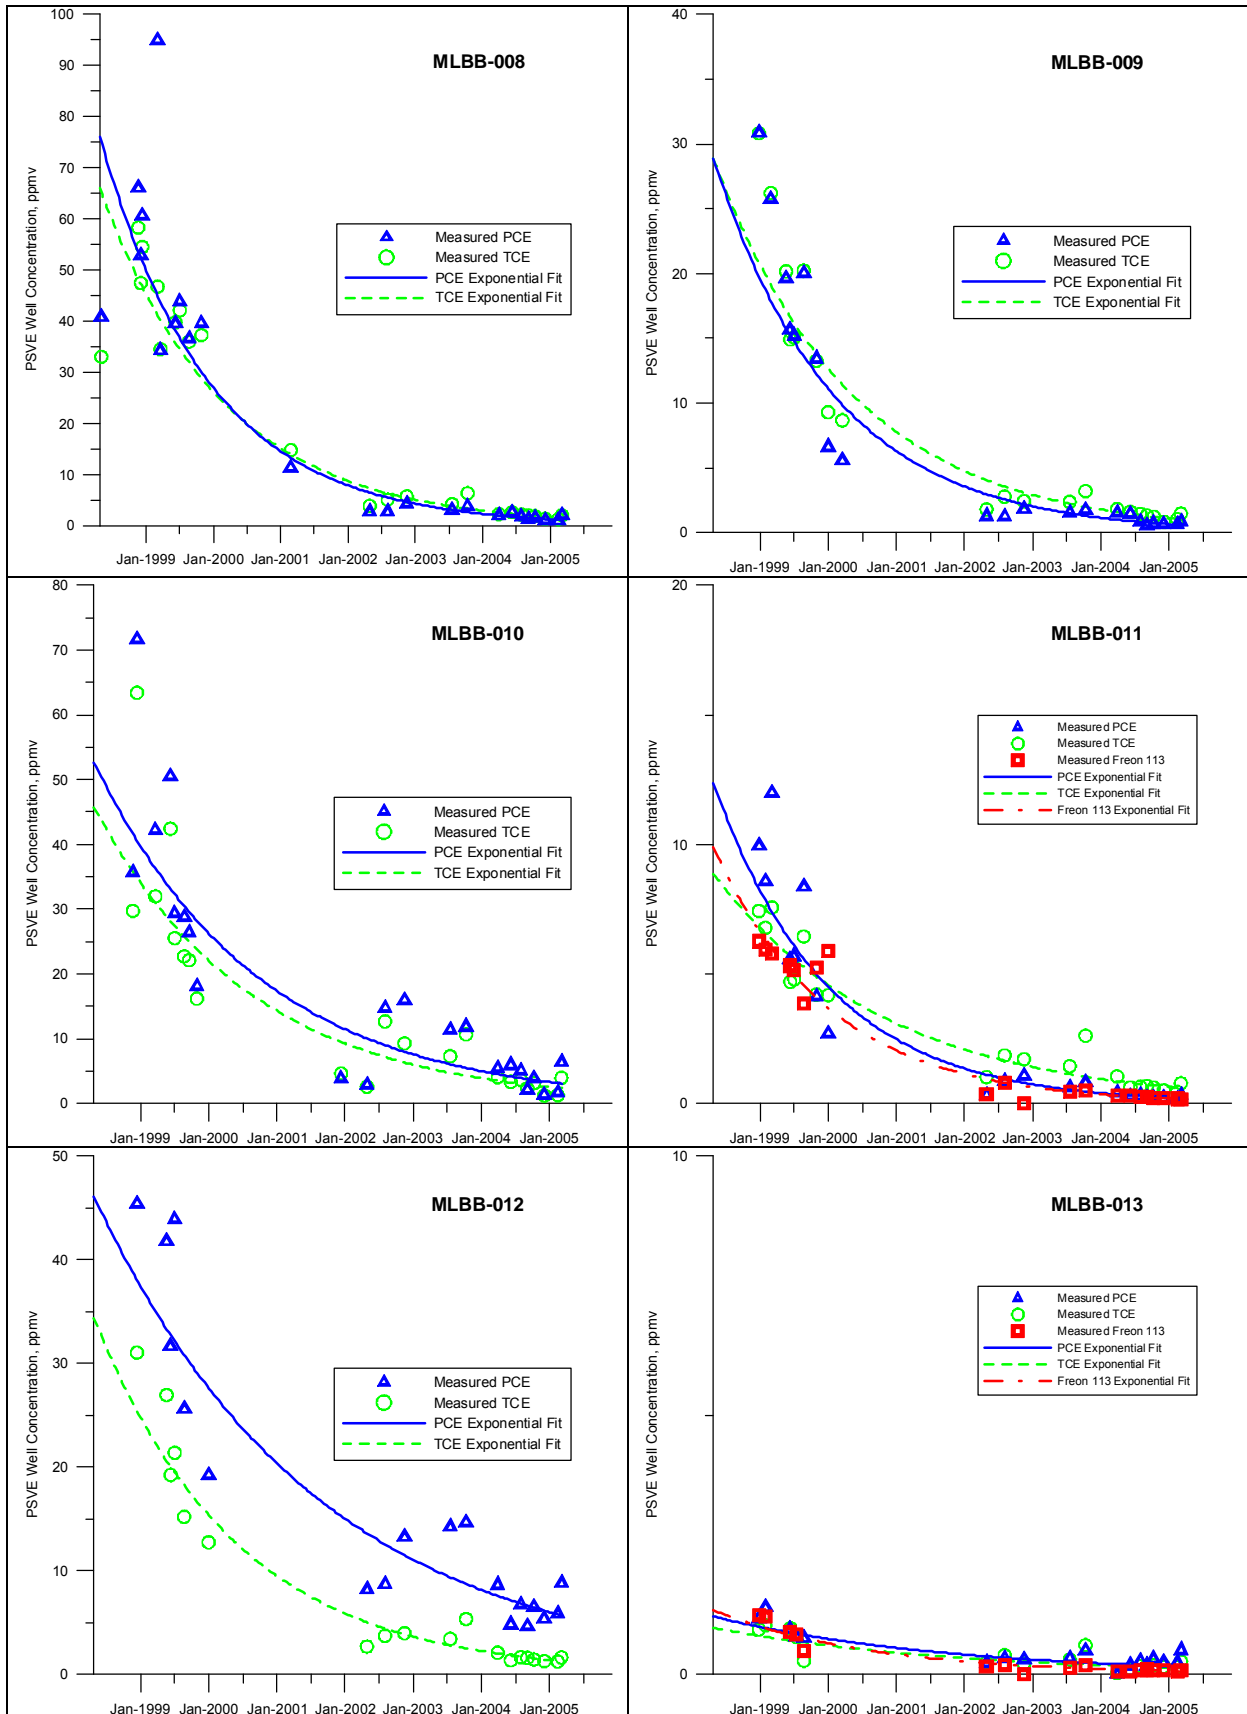 100
90
80
70
60
50
40
30
20
10
0
PSVE Well Concentration, ppmv
MLBB-008
Measured PCE
Measured TCE
PCE Exponential Fit
TCE Exponential Fit
Jan-1999 Jan-2000 Jan-2001 Jan-2002 Jan-2003 Jan-2004 Jan-2005
40
30
20
10
0
PSVE Well Concentration, ppmv
MLBB-009
Measured PCE
Measured TCE
PCE Exponential Fit
TCE Exponential Fit
Jan-1999 Jan-2000 Jan-2001 Jan-2002 Jan-2003 Jan-2004 Jan-2005
80
70
60
50
40
30
20
10
0
PSVE Well Concentration, ppmv
MLBB-010
Measured PCE
Measured TCE
PCE Exponential Fit
TCE Exponential Fit
Jan-1999 Jan-2000 Jan-2001 Jan-2002 Jan-2003 Jan-2004 Jan-2005
20
10
0
PSVE Well Concentration, ppmv
MLBB-011
Measured PCE
Measured TCE
Measured Freon 113
PCE Exponential Fit
TCE Exponential Fit
Freon 113 Exponential Fit
Jan-1999 Jan-2000 Jan-2001 Jan-2002 Jan-2003 Jan-2004 Jan-2005
50
40
30
20
10
0
PSVE Well Concentration, ppmv
MLBB-012
Measured PCE
Measured TCE
PCE Exponential Fit
TCE Exponential Fit
Jan-1999 Jan-2000 Jan-2001 Jan-2002 Jan-2003 Jan-2004 Jan-2005
10
0
PSVE Well Concentration, ppmv
MLBB-013
Measured PCE
Measured TCE
Measured Freon 113
PCE Exponential Fit
TCE Exponential Fit
Freon 113 Exponential Fit
Jan-1999 Jan-2000 Jan-2001 Jan-2002 Jan-2003 Jan-2004 Jan-2005